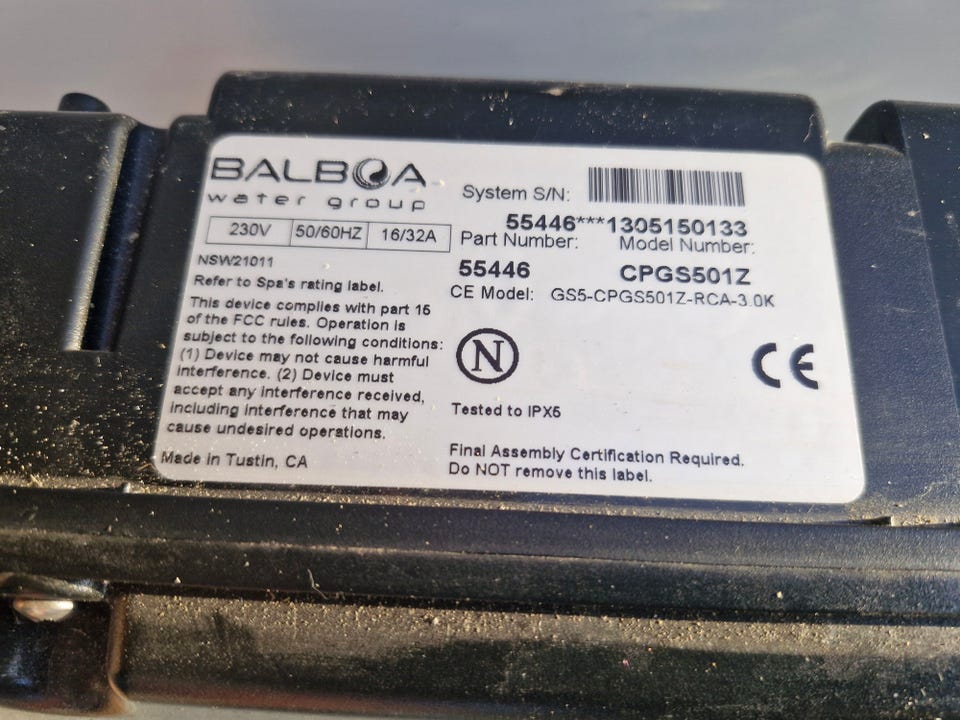 BALBOA
water group
230V 50/60HZ 16/32A
NSW21011
Refer to Spa's rating label.
This device complies with part 15
of the FCC rules. Operation is
subject to the following conditions:
(1) Device may not cause harmful
interference. (2) Device must
accept any interference received,
including interference that may
cause undesired operations.
Made in Tustin, CA
System S/N:
55446***1305150133
Part Number: Model Number:
55446 CPGS501Z
CE Model: GS5-CPGS501Z-RCA-3.0K
N
CE
Tested to IPX5
Final Assembly Certification Required.
Do NOT remove this label.